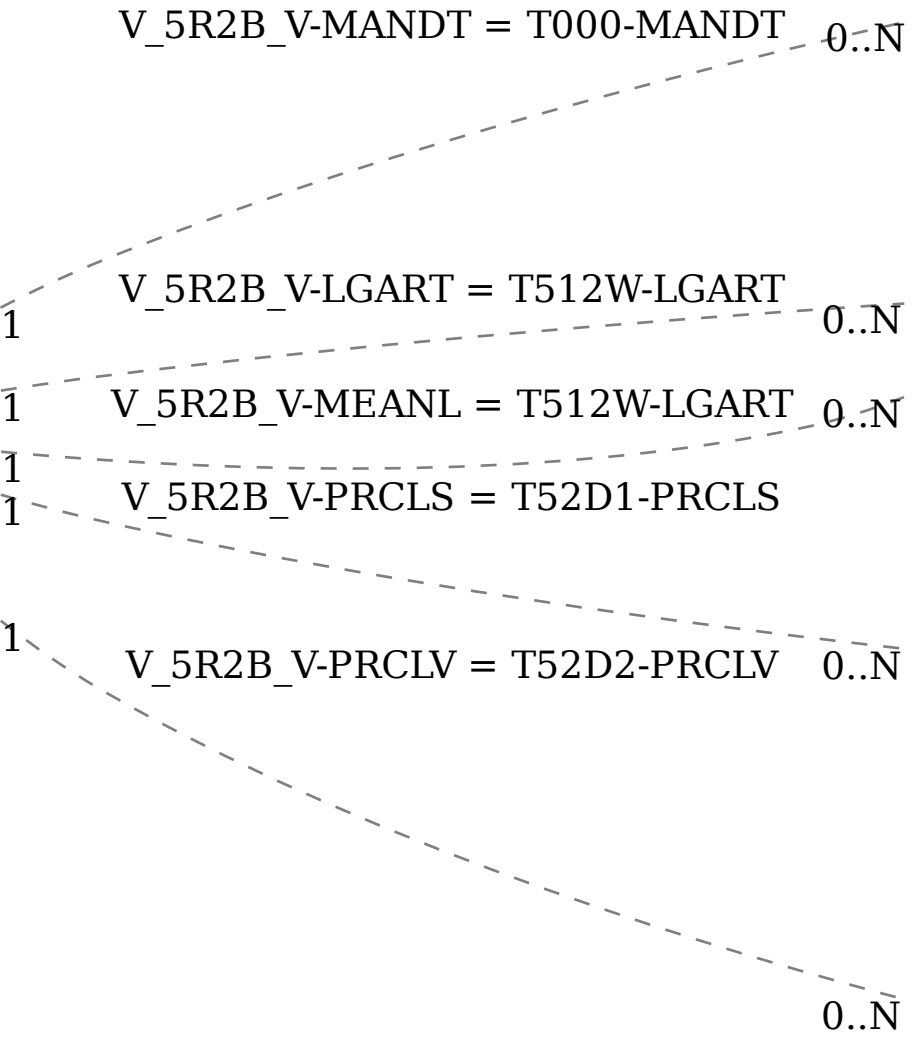 V_5R2B_V-MANDT = T000-MANDT
0..N
V_5R2B_V-LGART = T512W-LGART
1
0..N
V_5R2B_V-MEANL = T512W-LGART
1
0..N
1
V_5R2B_V-PRCLS = T52D1-PRCLS
1
1
V_5R2B_V-PRCLV = T52D2-PRCLV
0..N
0..N